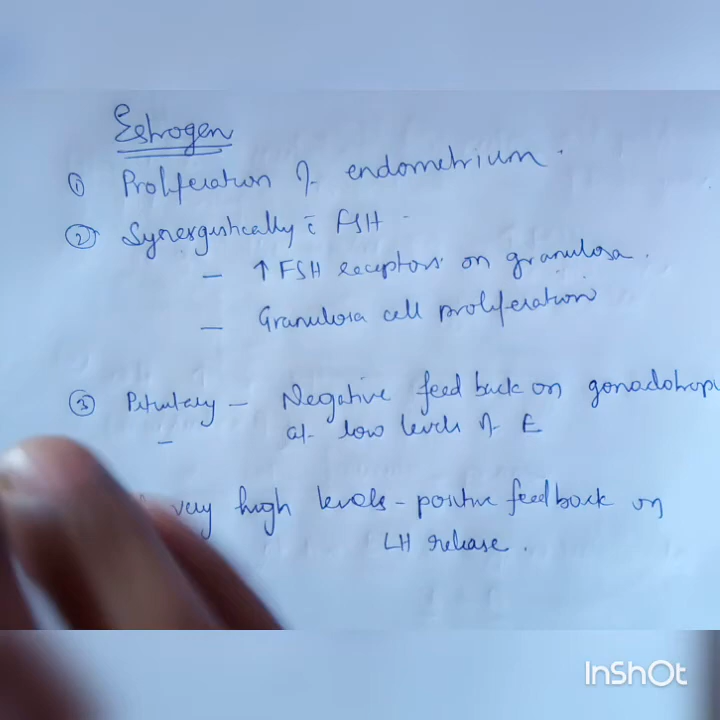 Estrogen
① Proliferation of endometrium.
② Synergistically c̄ FSH.
– ↑ FSH receptors on granulosa.
– Granulosa cell proliferation
③ Pituitary – Negative feed back on gonadotrop
– at low levels of E
very high levels – positive feedback on
LH release.
InShOt